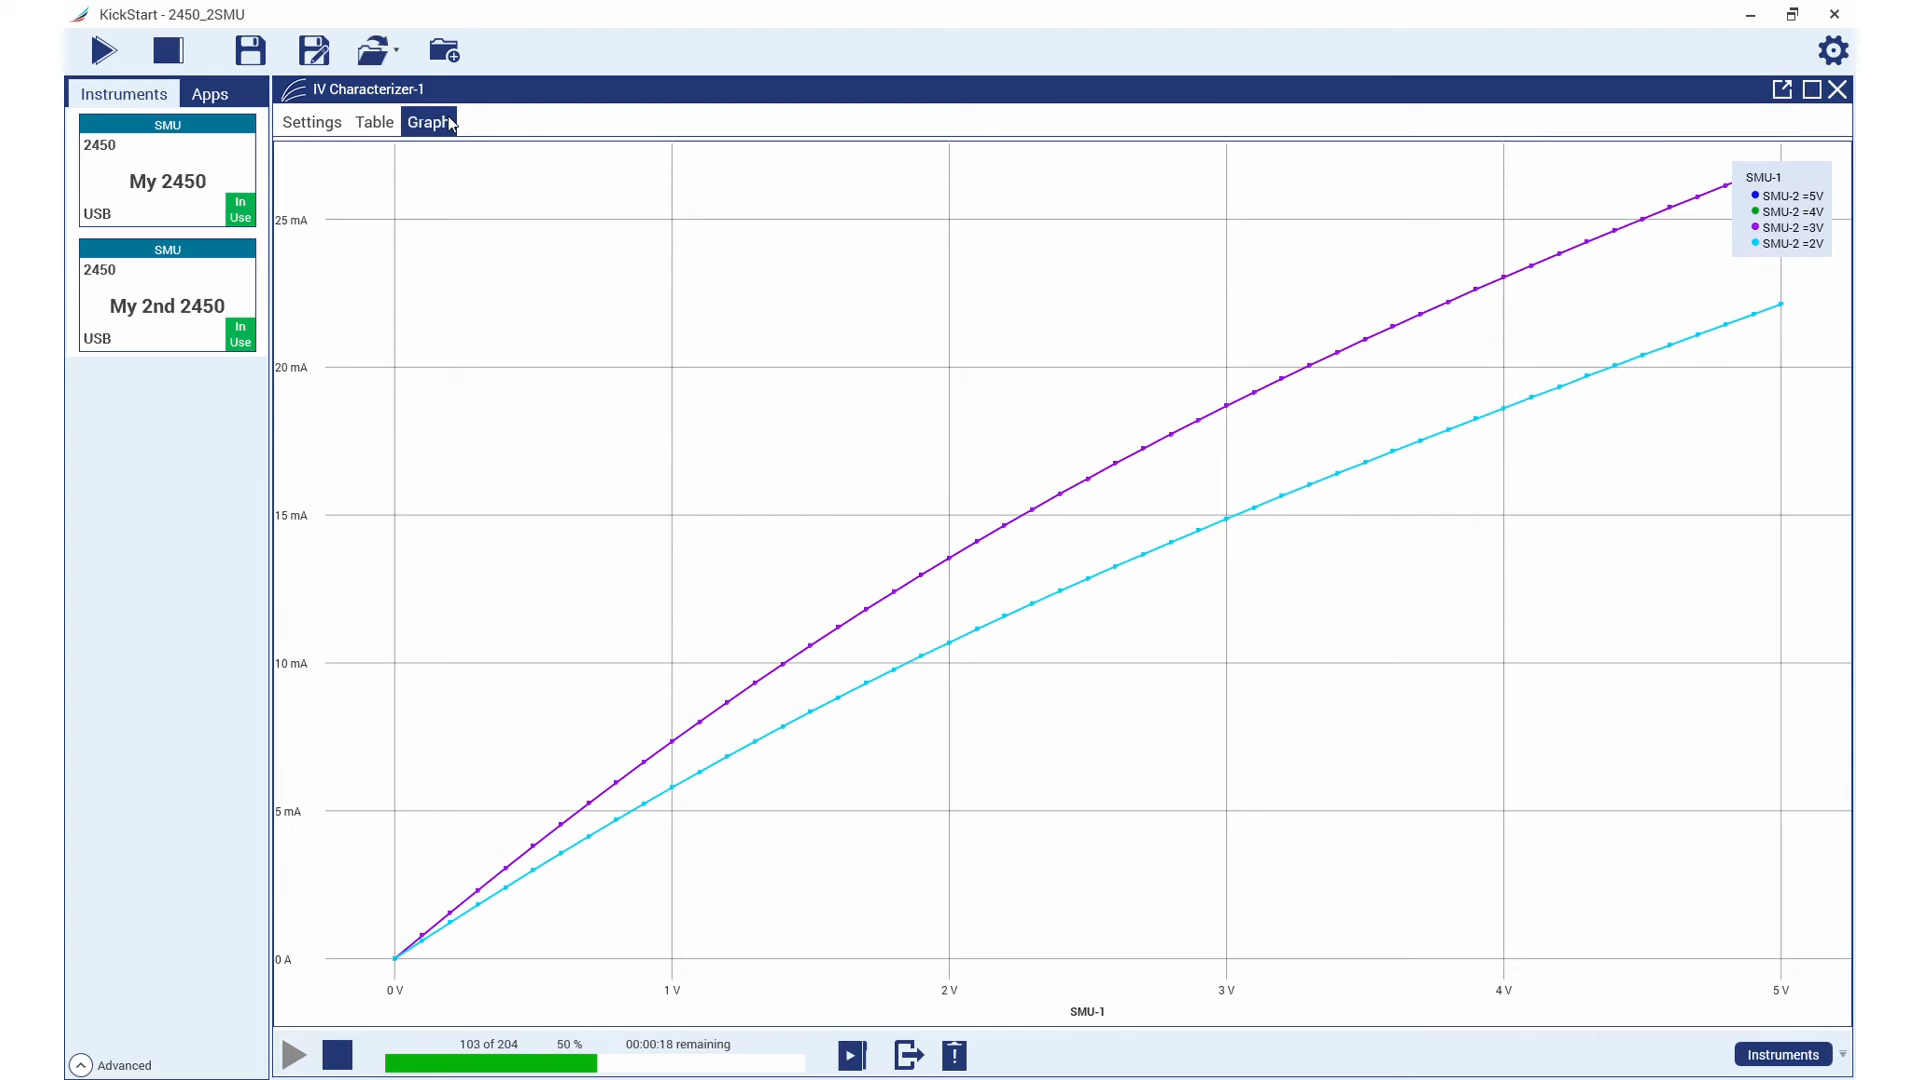 KickStart - 2450_2SMU
Instruments
Apps
SMU
2450
My 2450
USB
In
Use
SMU
2450
My 2nd 2450
USB
In
Use
Advanced
IV Characterizer-1
Settings
Table
Graph
25 mA
20 mA
15 mA
10 mA
5 mA
0 A
SMU-1
SMU-2 =5V
SMU-2 =4V
SMU-2 =3V
SMU-2 =2V
0 V
1 V
2 V
3 V
4 V
5 V
SMU-1
103 of 204
50 %
00:00:18 remaining
Instruments